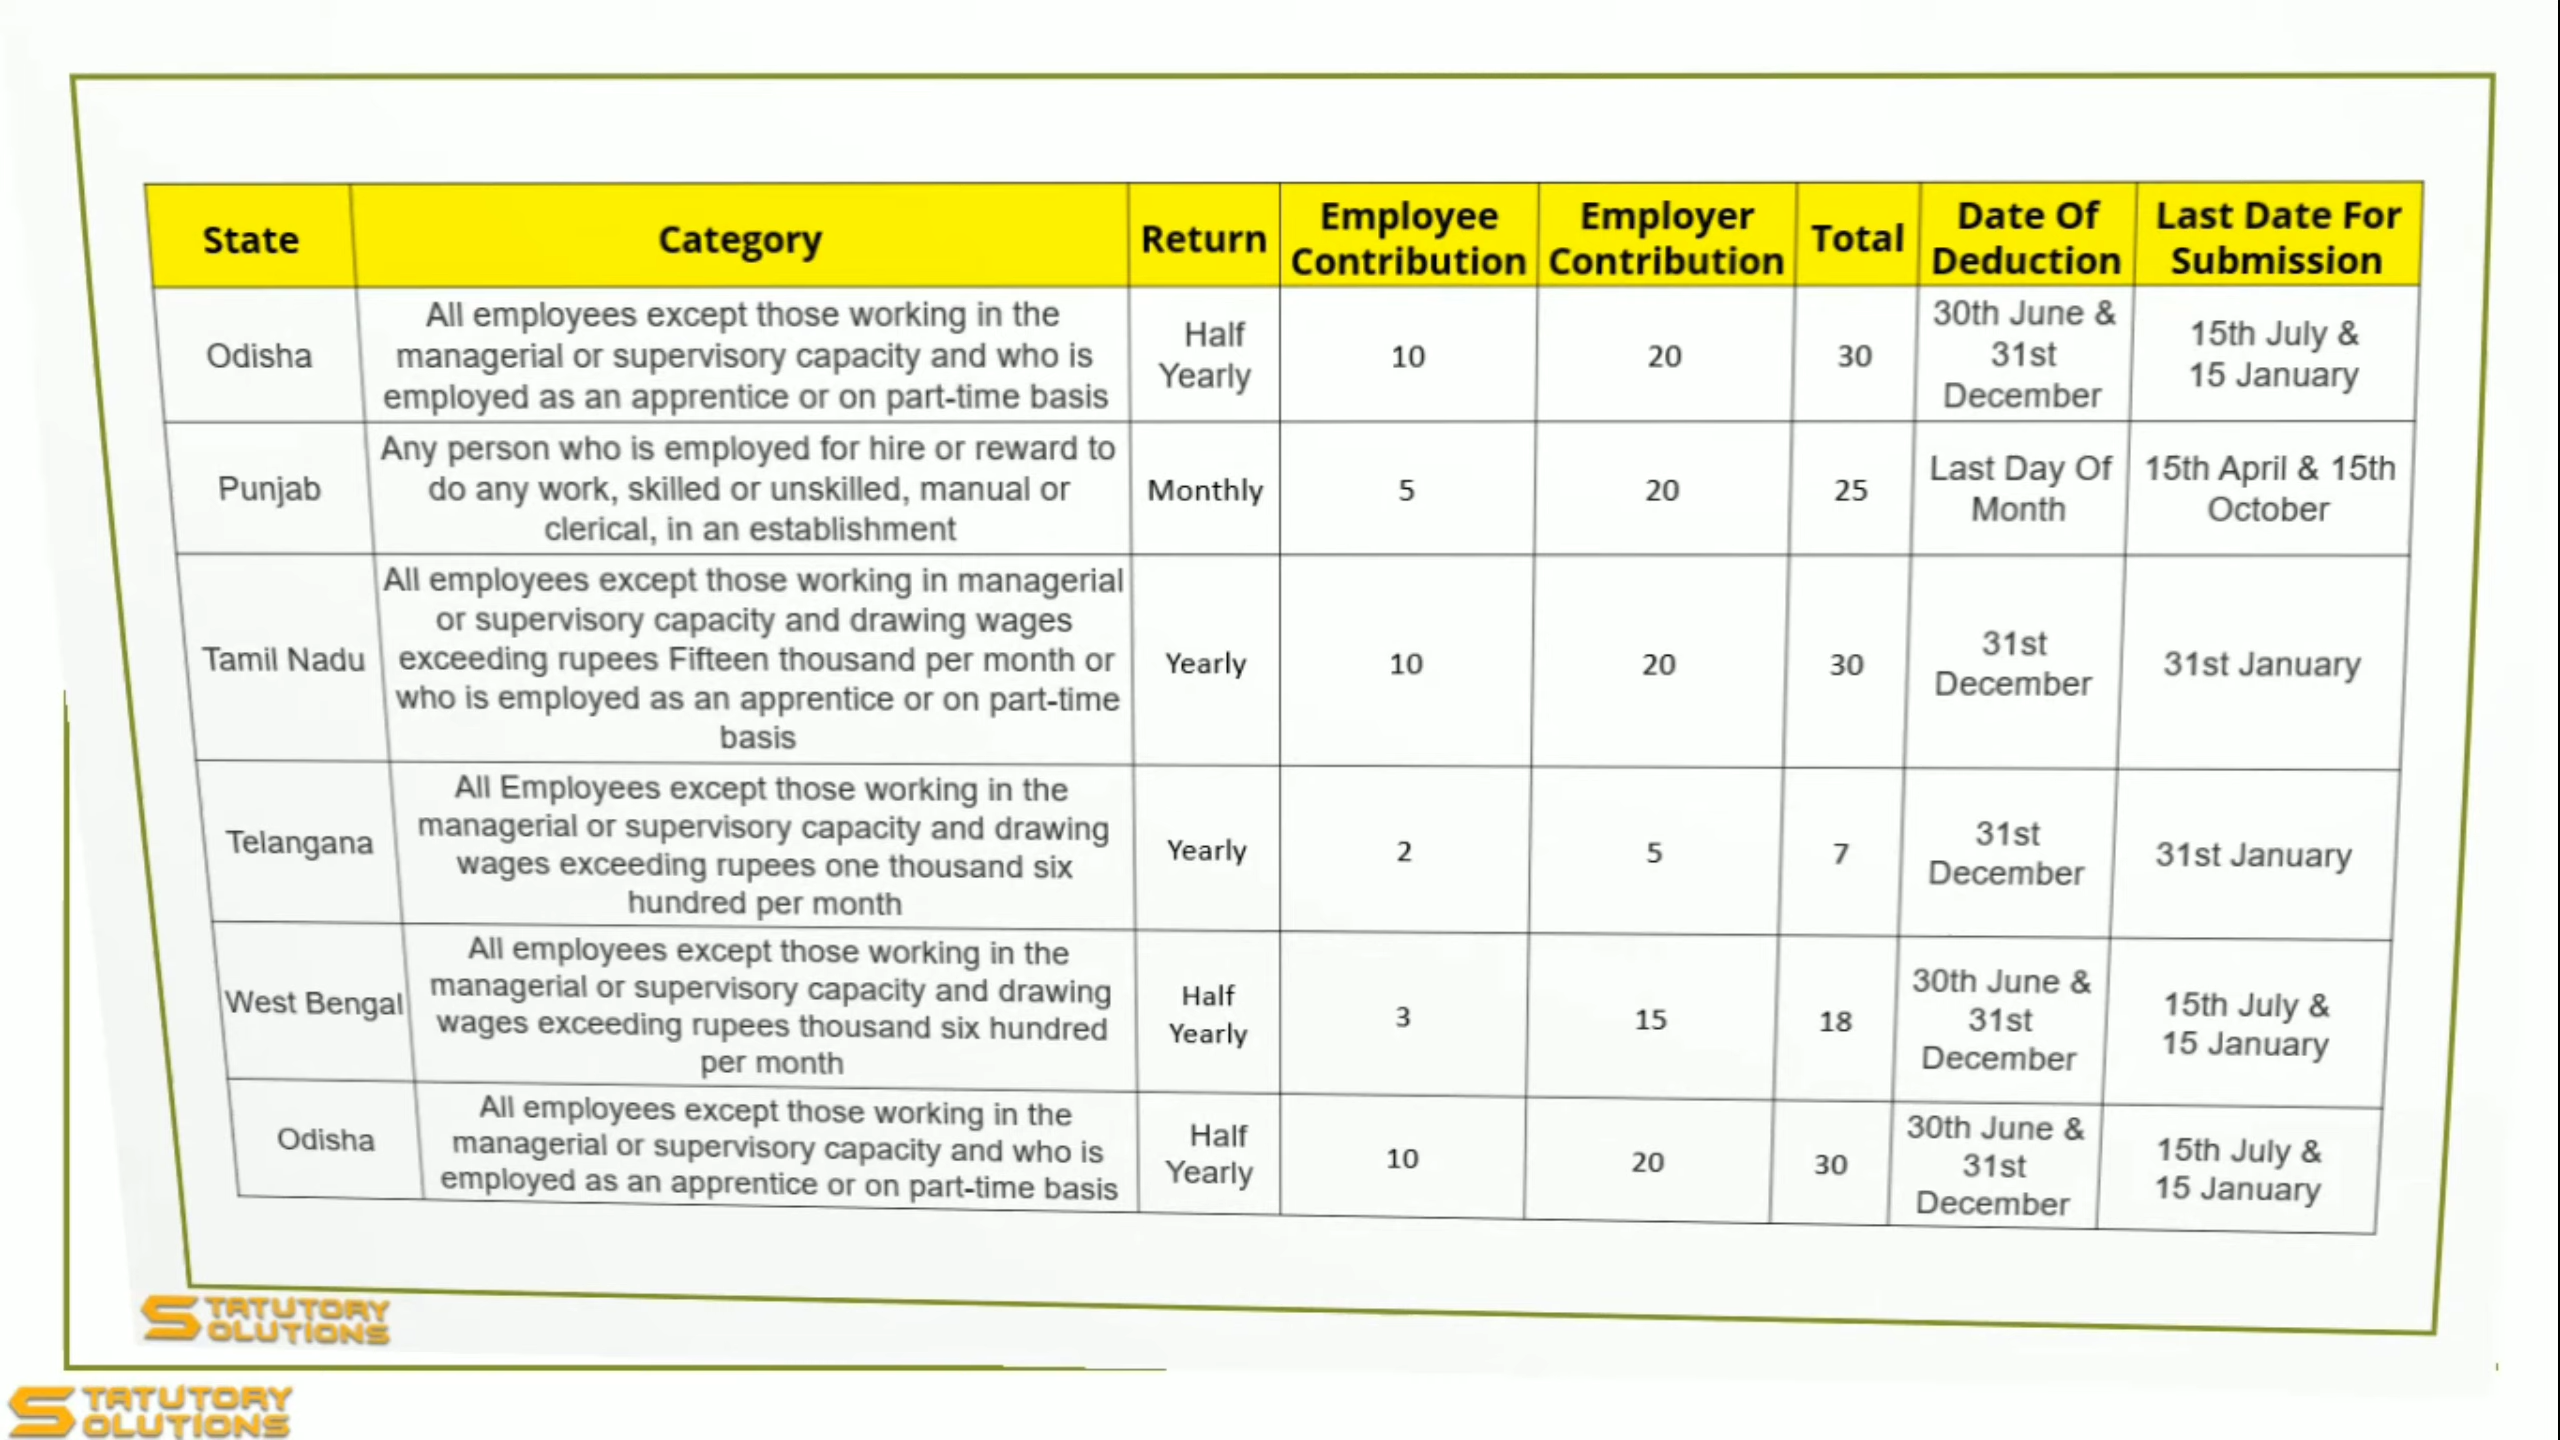 State
Category
Return
Employee
Contribution
Employer
Contribution
Total
Date Of
Deduction
Last Date For
Submission
Odisha
All employees except those working in the
managerial or supervisory capacity and who is
employed as an apprentice or on part-time basis
Half
Yearly
10
20
30
30th June &
31st
December
15th July &
15 January
Punjab
Any person who is employed for hire or reward to
do any work, skilled or unskilled, manual or
clerical, in an establishment
Monthly
5
20
25
Last Day Of
Month
15th April & 15th
October
Tamil Nadu
All employees except those working in managerial
or supervisory capacity and drawing wages
exceeding rupees Fifteen thousand per month or
who is employed as an apprentice or on part-time
basis
Yearly
10
20
30
31st
December
31st January
Telangana
All Employees except those working in the
managerial or supervisory capacity and drawing
wages exceeding rupees one thousand six
hundred per month
Yearly
2
5
7
31st
December
31st January
West Bengal
All employees except those working in the
managerial or supervisory capacity and drawing
wages exceeding rupees thousand six hundred
per month
Half
Yearly
3
15
18
30th June &
31st
December
15th July &
15 January
Odisha
All employees except those working in the
managerial or supervisory capacity and who is
employed as an apprentice or on part-time basis
Half
Yearly
10
20
30
30th June &
31st
December
15th July &
15 January
STATUTORY
SOLUTIONS
STATUTORY
SOLUTIONS